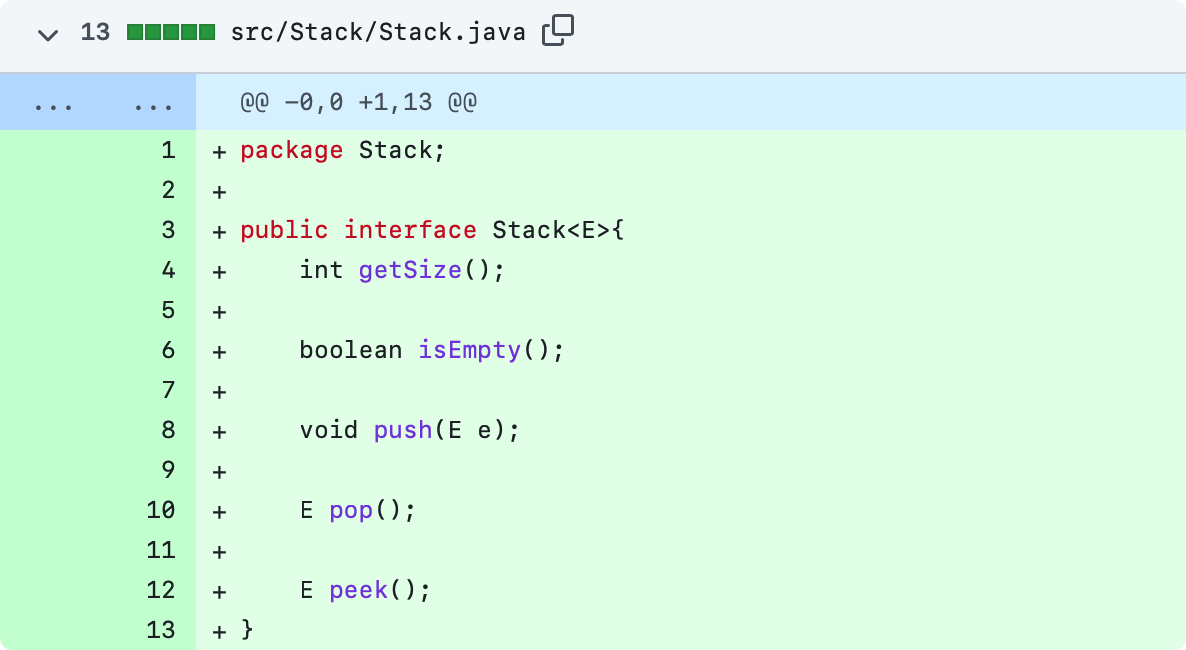 13 src/Stack/Stack.java
... ... @@ -0,0 +1,13 @@
1 + package Stack;
2 +
3 + public interface Stack<E>{
4 +     int getSize();
5 +
6 +     boolean isEmpty();
7 +
8 +     void push(E e);
9 +
10 +     E pop();
11 +
12 +     E peek();
13 + }